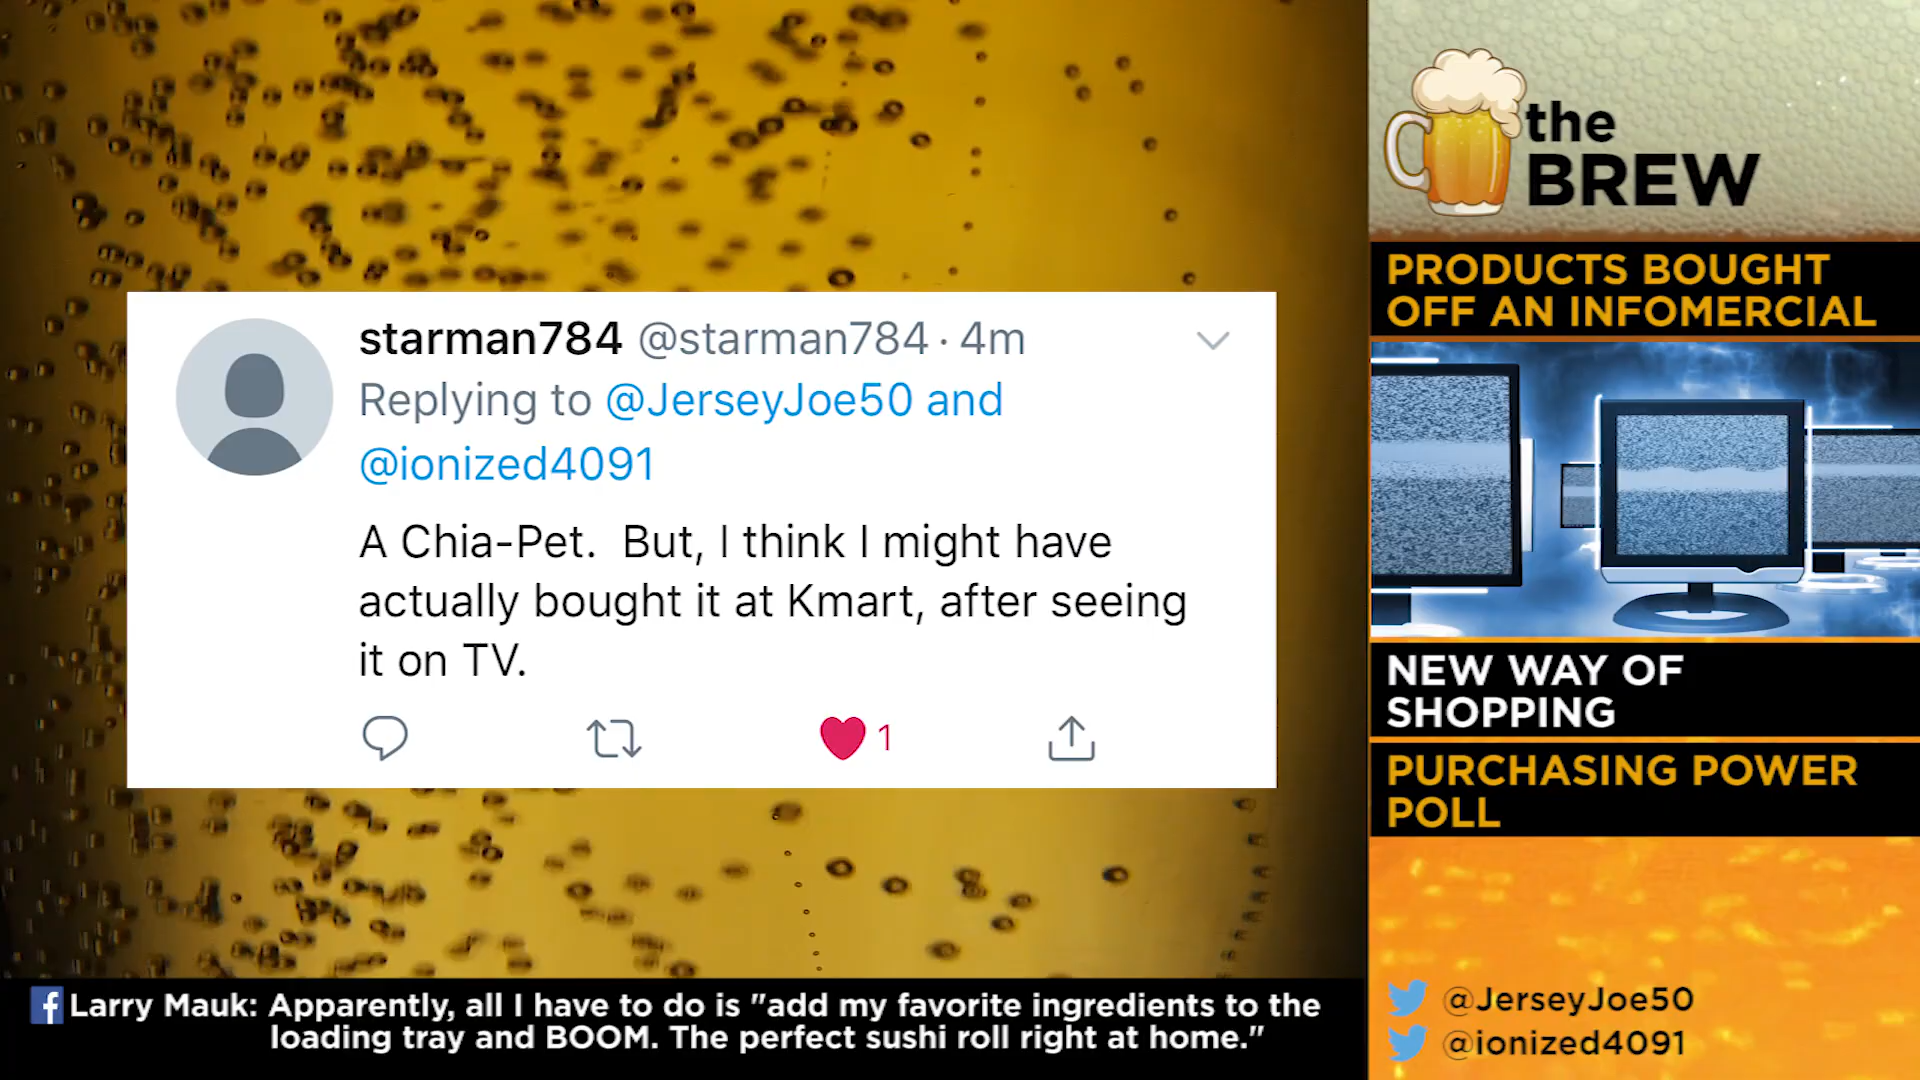 starman784 @starman784 · 4m
Replying to @JerseyJoe50 and
@ionized4091
A Chia-Pet.  But, I think I might have
actually bought it at Kmart, after seeing
it on TV.
1
Larry Mauk: Apparently, all I have to do is "add my favorite ingredients to the
loading tray and BOOM. The perfect sushi roll right at home."
the
BREW
PRODUCTS BOUGHT
OFF AN INFOMERCIAL
NEW WAY OF
SHOPPING
PURCHASING POWER
POLL
@JerseyJoe50
@ionized4091